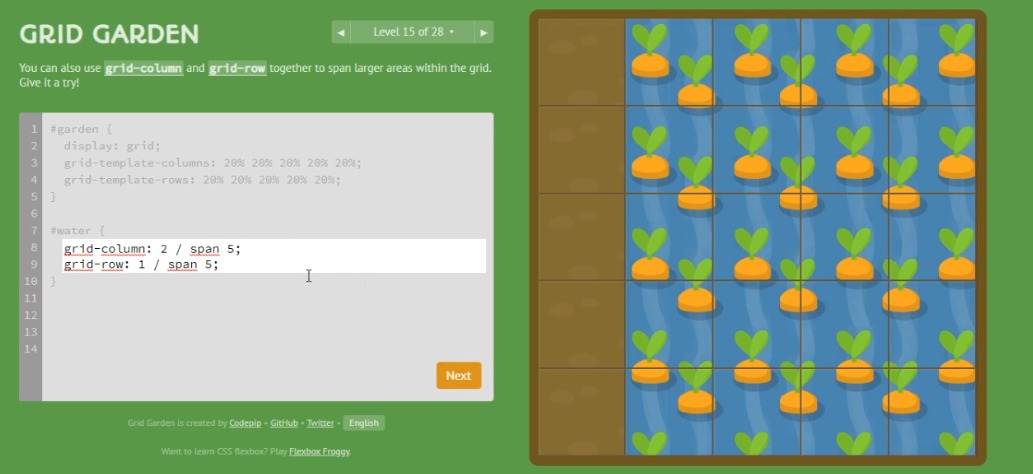 GRID GARDEN
◀ Level 15 of 28 ▾ ▶
You can also use grid-column and grid-row together to span larger areas within the grid.
Give it a try!
1 #garden {
2 display: grid;
3 grid-template-columns: 20% 20% 20% 20% 20%;
4 grid-template-rows: 20% 20% 20% 20% 20%;
5 }
6
7 #water {
8 grid-column: 2 / span 5;
9 grid-row: 1 / span 5;
10 }
11
12
13
14
Next
Grid Garden is created by Codepip • GitHub • Twitter • English
Want to learn CSS flexbox? Play Flexbox Froggy.